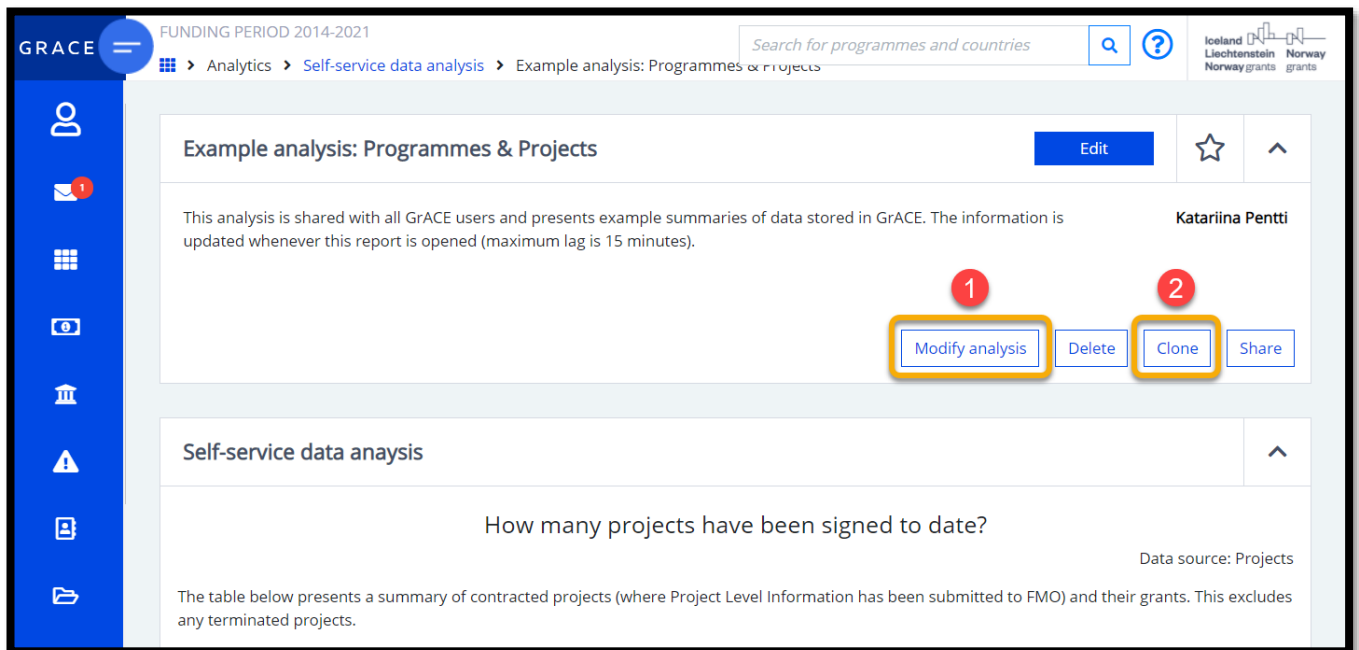 GRACE
FUNDING PERIOD 2014-2021
Search for programmes and countries
?
Iceland
Liechtenstein Norway
Norway grants grants
Analytics > Self-service data analysis > Example analysis: Programmes & Projects
1
Example analysis: Programmes & Projects
Edit
This analysis is shared with all GrACE users and presents example summaries of data stored in GrACE. The information is
updated whenever this report is opened (maximum lag is 15 minutes).
Katariina Pentti
1
2
Modify analysis
Delete
Clone
Share
Self-service data anaysis
How many projects have been signed to date?
Data source: Projects
The table below presents a summary of contracted projects (where Project Level Information has been submitted to FMO) and their grants. This excludes
any terminated projects.